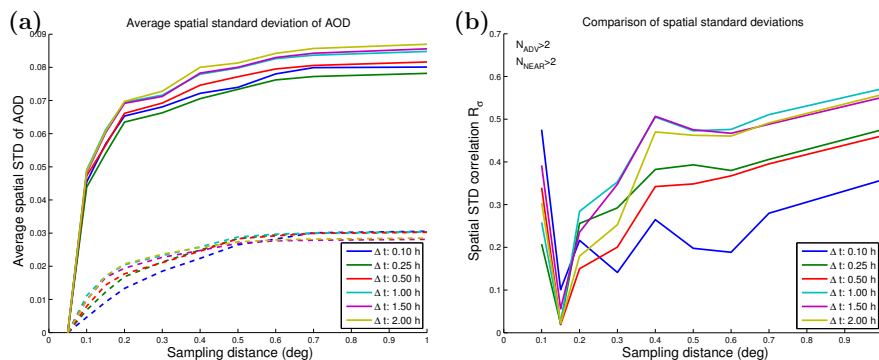 (a)
Average spatial standard deviation of AOD
0.09
0.08
0.07
0.06
0.05
0.04
0.03
0.02
0.01
0
Average spatial STD of AOD
0 0.1 0.2 0.3 0.4 0.5 0.6 0.7 0.8 0.9 1
Sampling distance (deg)
Δ t: 0.10 h
Δ t: 0.25 h
Δ t: 0.50 h
Δ t: 1.00 h
Δ t: 1.50 h
Δ t: 2.00 h
(b)
Comparison of spatial standard deviations
N_ADV>2
N_NEAR>2
0.7
0.6
0.5
0.4
0.3
0.2
0.1
0
Spatial STD correlation R_σ
0 0.1 0.2 0.3 0.4 0.5 0.6 0.7 0.8 0.9
Sampling distance (deg)
Δ t: 0.10 h
Δ t: 0.25 h
Δ t: 0.50 h
Δ t: 1.00 h
Δ t: 1.50 h
Δ t: 2.00 h